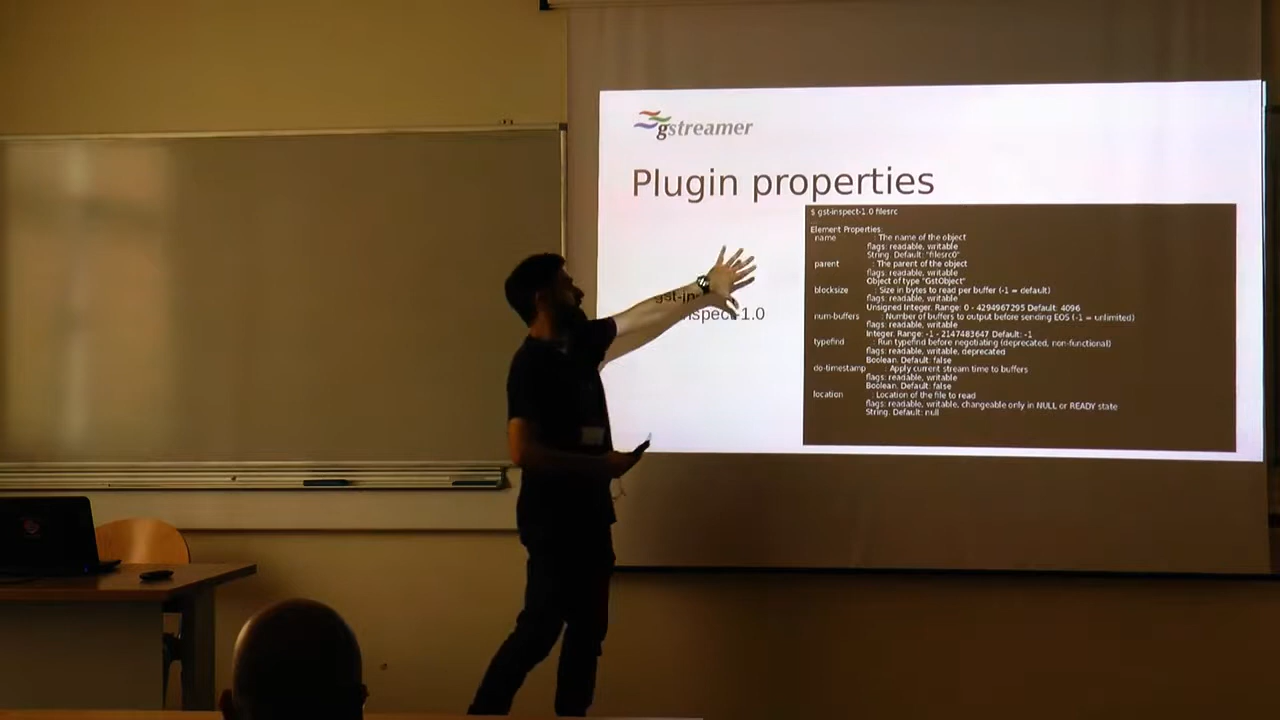 gstreamer
Plugin properties
gst-in
nspect-1.0
$ gst-inspect-1.0 filesrc
Element Properties:
name : The name of the object
flags: readable, writable
String. Default: "filesrc0"
parent : The parent of the object
flags: readable, writable
Object of type "GstObject"
blocksize : Size in bytes to read per buffer (-1 = default)
flags: readable, writable
Unsigned Integer. Range: 0 - 4294967295 Default: 4096
num-buffers : Number of buffers to output before sending EOS (-1 = unlimited)
flags: readable, writable
Integer. Range: -1 - 2147483647 Default: -1
typefind : Run typefind before negotiating (deprecated, non-functional)
flags: readable, writable, deprecated
Boolean. Default: false
do-timestamp : Apply current stream time to buffers
flags: readable, writable
Boolean. Default: false
location : Location of the file to read
flags: readable, writable, changeable only in NULL or READY state
String. Default: null